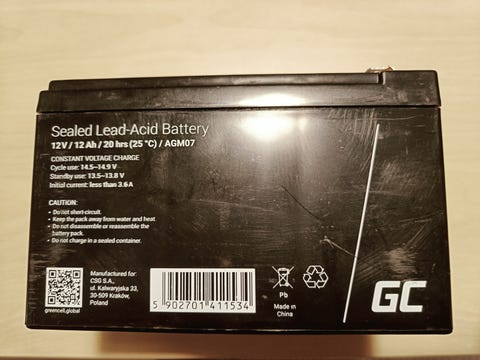 Sealed Lead-Acid Battery
12 V / 12 Ah / 20 hrs (25 °C) / AGM07
CONSTANT VOLTAGE CHARGE
Cycle use: 14.5–14.9 V
Standby use: 13.5–13.8 V
Initial current: less than 3.6 A
CAUTION:
• Do not short-circuit.
• Keep the pack away from water and heat
• Do not disassemble or reassemble the
battery pack.
• Do not charge in a sealed container.
greencell.global
Manufactured for:
CSG S.A.,
ul. Kalwaryjska 33,
30-509 Kraków,
Poland
5 902701 411534
Pb
Made in
China
GC